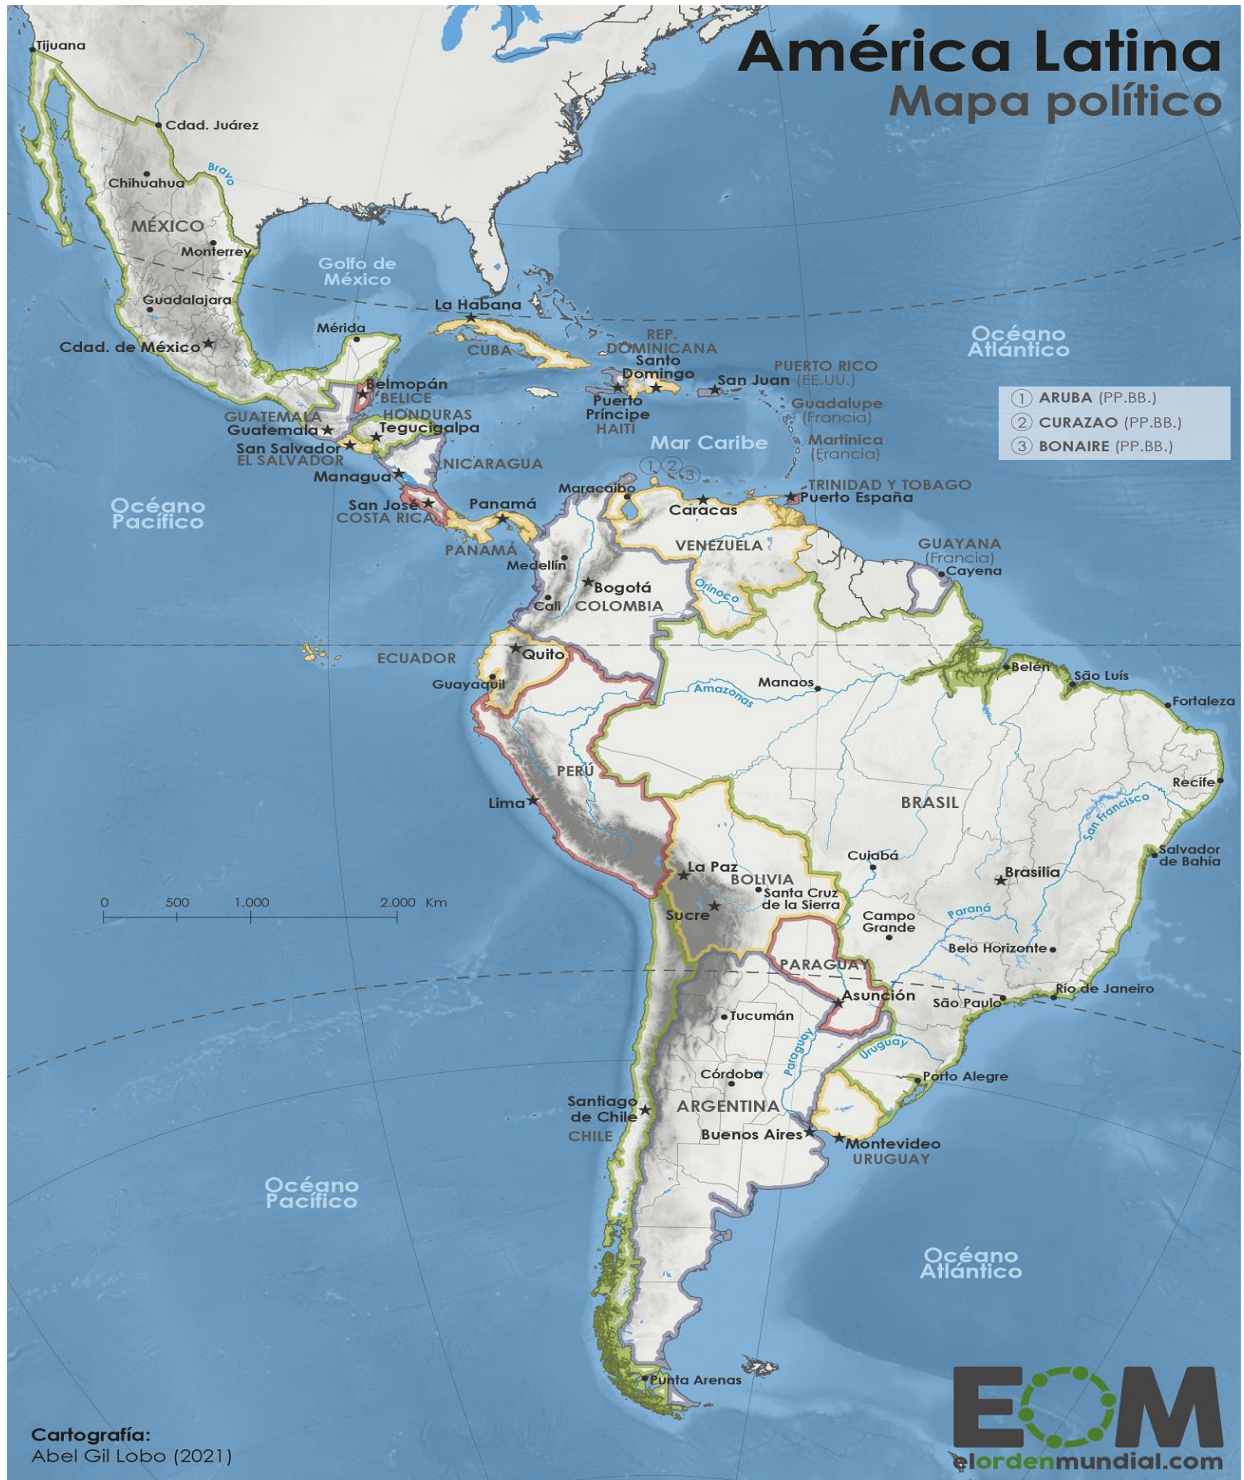 América Latina
Mapa político
Tijuana
Cdad. Juárez
Bravo
Chihuahua
MÉXICO
Monterrey
Golfo de
México
Guadalajara
La Habana
Mérida
Cdad. de México
CUBA
REP.
DOMINICANA
Santo
Domingo
Océano
Atlántico
PUERTO RICO
San Juan (EE.UU.)
Belmopán
BELICE
Puerto
Príncipe
HAITÍ
Guadalupe
(Francia)
1 ARUBA (PP.BB.)
2 CURAZAO (PP.BB.)
3 BONAIRE (PP.BB.)
GUATEMALA
Guatemala
HONDURAS
Tegucigalpa
San Salvador
EL SALVADOR
Mar Caribe
Martinica
(Francia)
NICARAGUA
Managua
1 2 3
TRINIDAD Y TOBAGO
Puerto España
Maracaibo
Océano
Pacífico
San José
COSTA RICA
Panamá
PANAMÁ
Caracas
VENEZUELA
GUAYANA
(Francia)
Cayena
Medellín
Bogotá
Cali
COLOMBIA
Orinoco
ECUADOR
Quito
Guayaquil
Belén
São Luís
Manaos
Amazonas
Fortaleza
PERÚ
Recife
Lima
BRASIL
San Francisco
Salvador
de Bahía
Cuiabá
La Paz
BOLIVIA
Brasilia
Santa Cruz
de la Sierra
Sucre
0 500 1.000 2.000 Km
Campo
Grande
Paraná
Belo Horizonte
PARAGUAY
Asunción
São Paulo
Río de Janeiro
Tucumán
Paraguay
Uruguay
Córdoba
Porto Alegre
Santiago
de Chile
CHILE
ARGENTINA
Buenos Aires
Montevideo
URUGUAY
Océano
Pacífico
Océano
Atlántico
Punta Arenas
Cartografía:
Abel Gil Lobo (2021)
EOM
elordenmundial.com